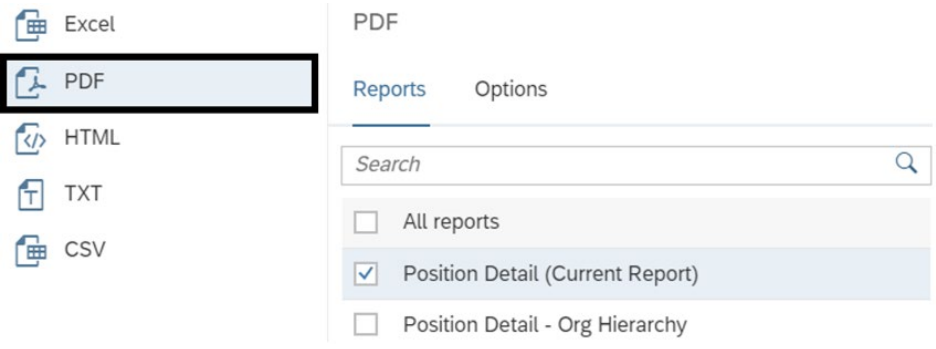 Excel
PDF
HTML
TXT
CSV
PDF
Reports Options
Search
All reports
Position Detail (Current Report)
Position Detail - Org Hierarchy